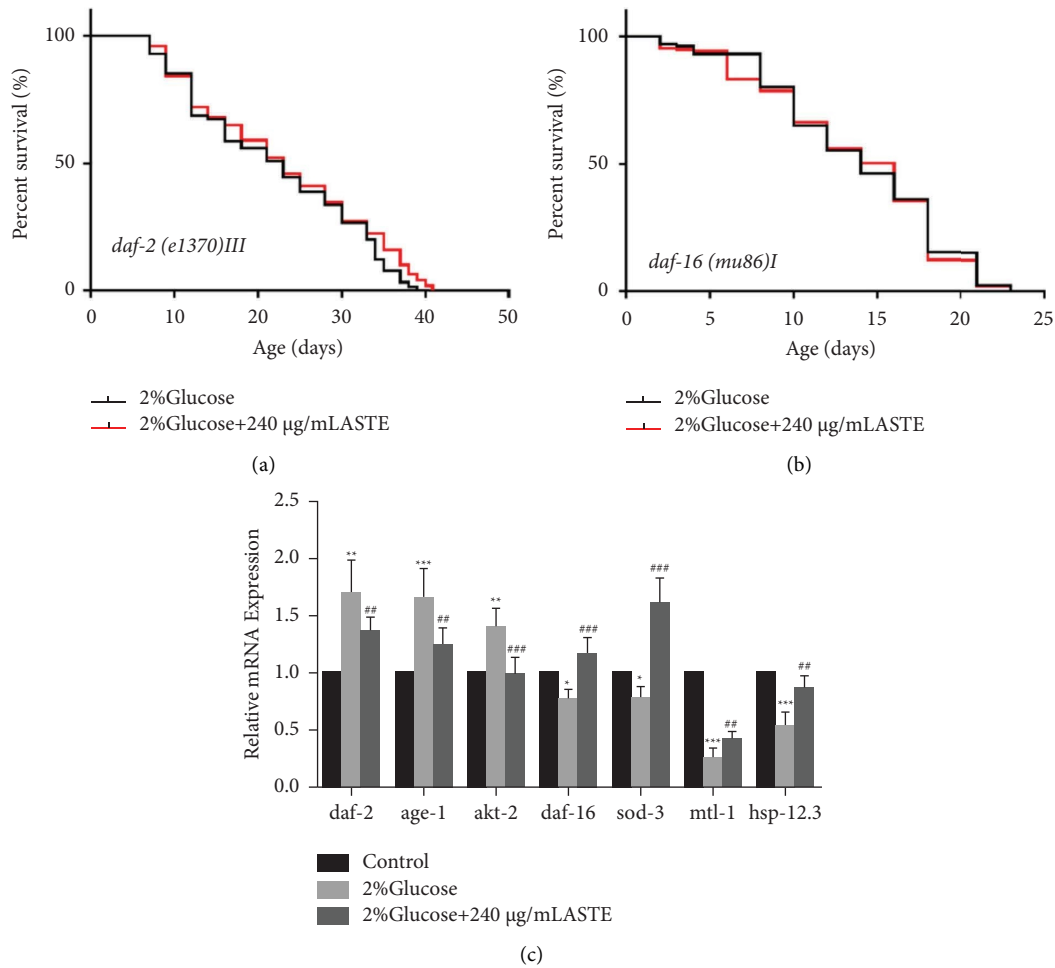 100
50
0
Percent survival (%)
daf-2 (e1370)III
0 10 20 30 40 50
Age (days)
2%Glucose
2%Glucose+240 µg/mLASTE
(a)
100
50
0
Percent survival (%)
daf-16 (mu86)I
0 5 10 15 20 25
Age (days)
2%Glucose
2%Glucose+240 µg/mLASTE
(b)
2.5
2.0
1.5
1.0
0.5
0.0
Relative mRNA Expression
** ##
*** ##
** ###
* ###
* ###
*** ##
*** ##
daf-2 age-1 akt-2 daf-16 sod-3 mtl-1 hsp-12.3
Control
2%Glucose
2%Glucose+240 µg/mLASTE
(c)